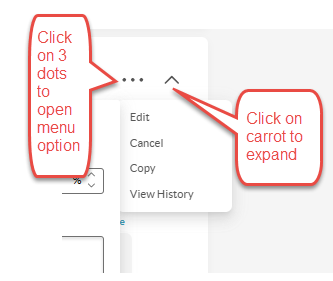 Click
on 3
dots
to
open
menu
option
...
Click on
carrot to
expand
Edit
Cancel
Copy
View History
%
e